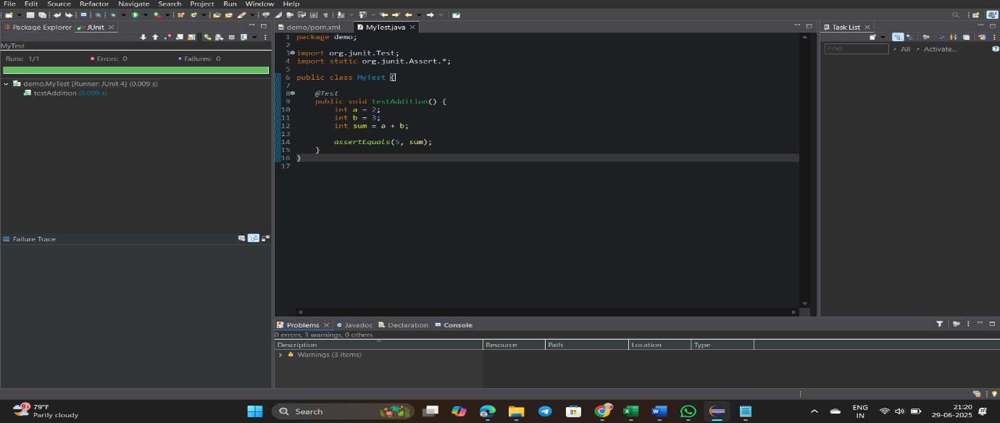 File Edit Source Refactor Navigate Search Project Run Window Help
Package Explorer JUnit
MyTest
Runs: 1/1 Errors: 0 Failures: 0
demo.MyTest [Runner: JUnit 4] (0.009 s)
testAddition (0.009 s)
Failure Trace
demo/pom.xml MyTest.java
1 package demo;
2
3 import org.junit.Test;
4 import static org.junit.Assert.*;
5
6 public class MyTest {
7
8 @Test
9 public void testAddition() {
10 int a = 2;
11 int b = 3;
12 int sum = a + b;
13
14 assertEquals(5, sum);
15 }
16 }
17
Task List
Find All Activate...
Problems Javadoc Declaration Console
0 errors, 3 warnings, 0 others
Description Resource Path Location Type
Warnings (3 items)
79°F
Partly cloudy
Search
ENG
IN
21:20
29-06-2025